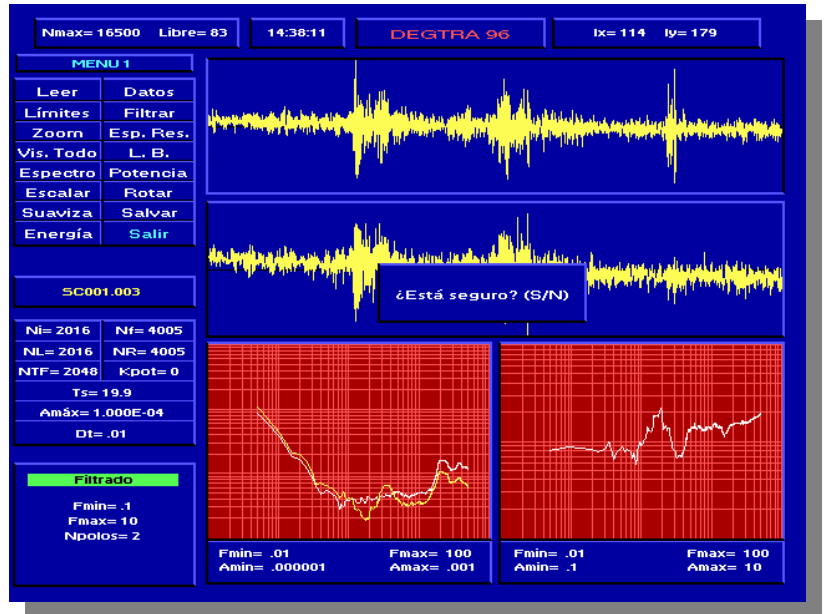 Nmax= 16500 Libre= 83 14:38:11 DEGTRA 96 Ix= 114 Iy= 179
MENU 1
Leer Datos
Límites Filtrar
Zoom Esp. Res.
Vis. Todo L. B.
Espectro Potencia
Escalar Rotar
Suaviza Salvar
Energía Salir
¿Está seguro? (S/N)
SC001.003
Ni= 2016 Nf= 4005
NL= 2016 NR= 4005
NTF= 2048 Kpot= 0
Ts= 19.9
Amáx= 1.000E-04
Dt= .01
Filtrado
Fmin= .1
Fmax= 10
Npolos= 2
Fmin= .01 Fmax= 100
Amin= .000001 Amax= .001
Fmin= .01 Fmax= 100
Amin= .1 Amax= 10